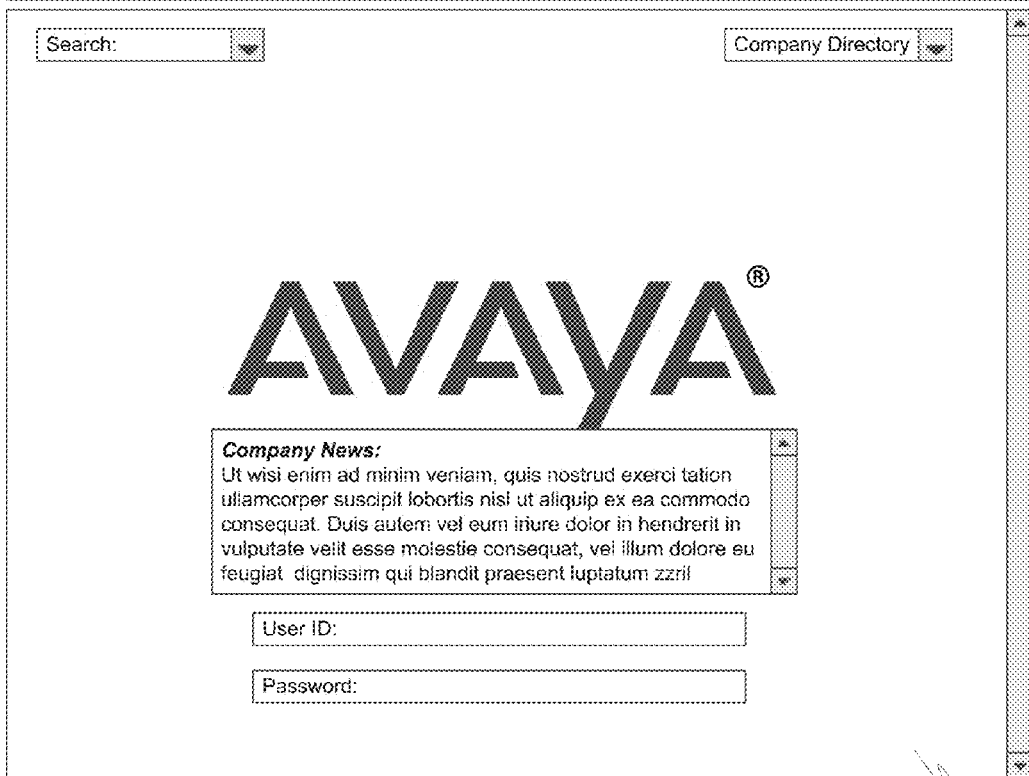 Search:
Company Directory
AVAYA®
Company News:
Ut wisi enim ad minim veniam, quis nostrud exerci tation
ullamcorper suscipit lobortis nisl ut aliquip ex ea commodo
consequat. Duis autem vel eum iriure dolor in hendrerit in
vulputate velit esse molestie consequat, vel illum dolore eu
feugiat dignissim qui blandit praesent luptatum zzril
User ID:
Password: